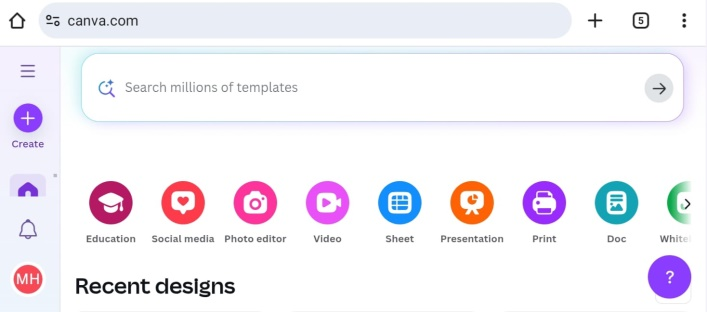 canva.com
5
Search millions of templates
Create
Education Social media Photo editor Video Sheet Presentation Print Doc
MH
Recent designs
?